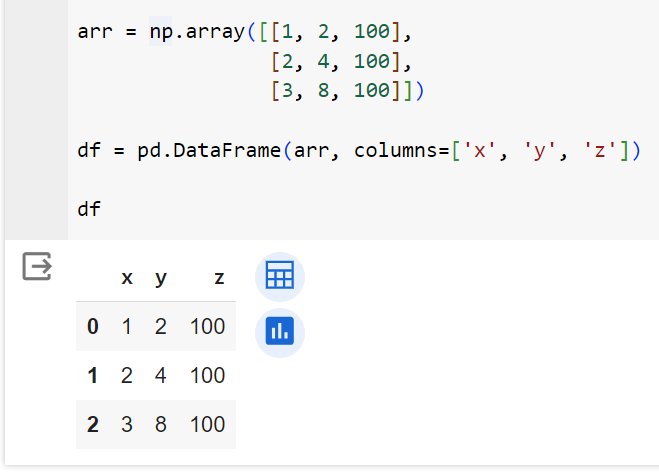 arr = np.array([[1, 2, 100],
[2, 4, 100],
[3, 8, 100]])
df = pd.DataFrame(arr, columns=['x', 'y', 'z'])
df
x y z
0 1 2 100
1 2 4 100
2 3 8 100